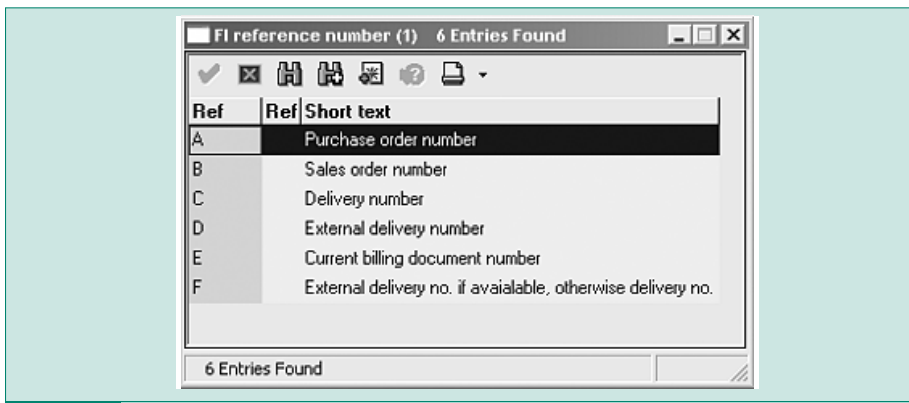 FI reference number (1) 6 Entries Found
Ref Ref Short text
A Purchase order number
B Sales order number
C Delivery number
D External delivery number
E Current billing document number
F External delivery no. if avaialable, otherwise delivery no.
6 Entries Found